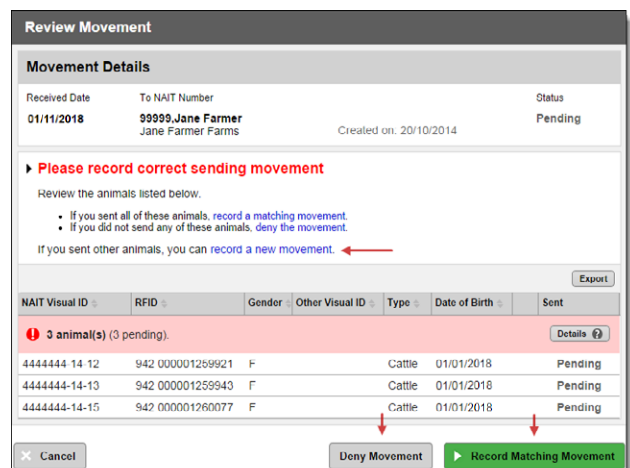 Review Movement
Movement Details
Received Date To NAIT Number Status
01/11/2018 99999,Jane Farmer Pending
Jane Farmer Farms Created on: 20/10/2014
Please record correct sending movement
Review the animals listed below.
• If you sent all of these animals, record a matching movement.
• If you did not send any of these animals, deny the movement.
If you sent other animals, you can record a new movement.
Export
NAIT Visual ID RFID Gender Other Visual ID Type Date of Birth Sent
3 animal(s) (3 pending). Details
4444444-14-12 942 000001259921 F Cattle 01/01/2018 Pending
4444444-14-13 942 000001259943 F Cattle 01/01/2018 Pending
4444444-14-15 942 000001260077 F Cattle 01/01/2018 Pending
Cancel Deny Movement Record Matching Movement